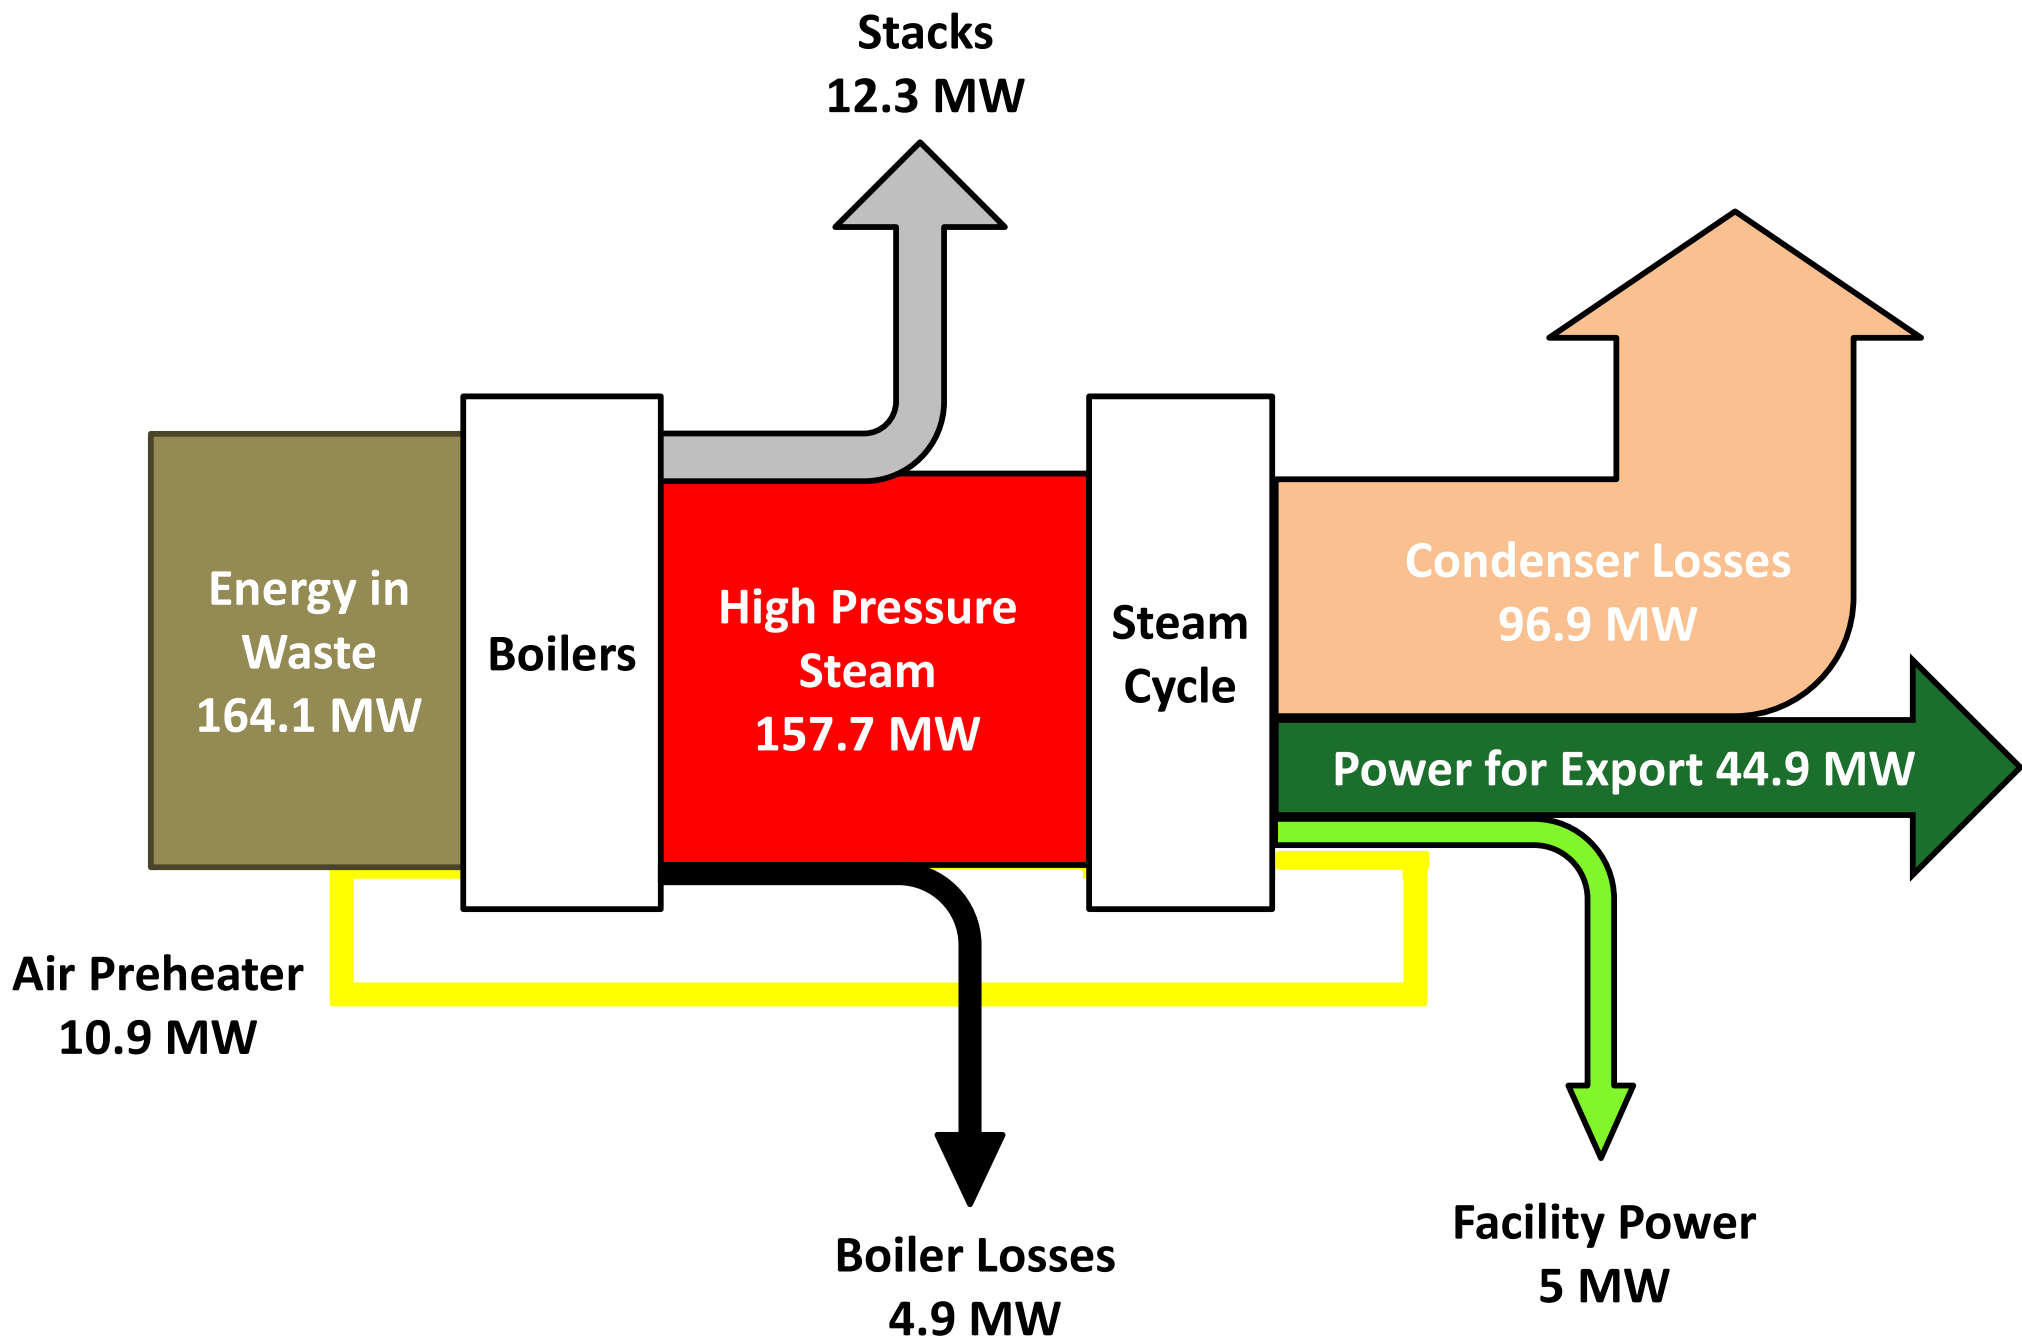 Stacks
12.3 MW
Energy in
Waste
164.1 MW
Boilers
High Pressure
Steam
157.7 MW
Steam
Cycle
Condenser Losses
96.9 MW
Power for Export 44.9 MW
Air Preheater
10.9 MW
Boiler Losses
4.9 MW
Facility Power
5 MW